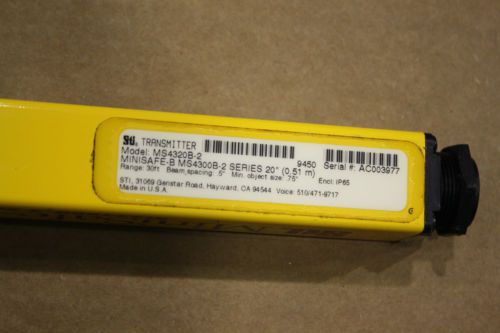 Sti. TRANSMITTER
Model: MS4320B-2
MINISAFE-B MS4300B-2 SERIES 20" (0,51 m) 9450 Serial #: AC003977
Range: 30ft Beam spacing: .5" Min. object size: .75" Encl: IP65
STI, 31069 Genstar Road, Hayward, CA 94544 Voice: 510/471-9717
Made in U.S.A.